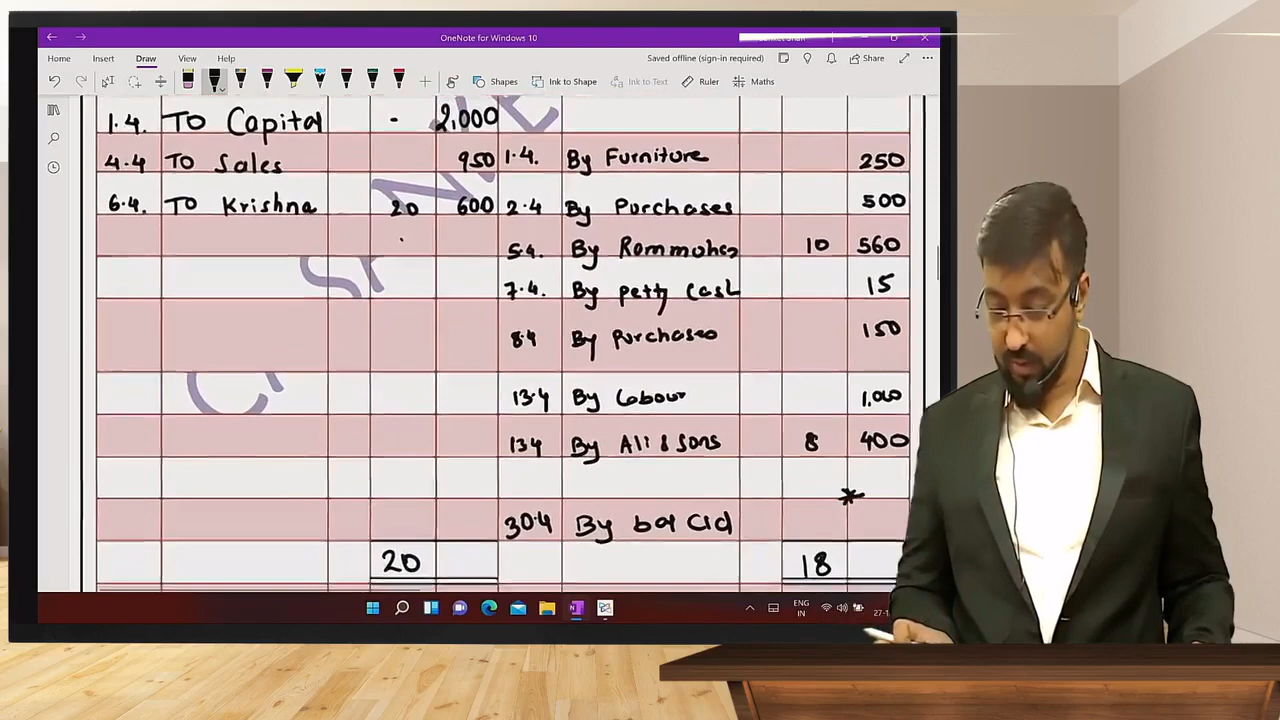 OneNote for Windows 10
Home Insert Draw View Help
Saved offline (sign-in required) Share
Shapes Ink to Shape Ink to Text Ruler Maths
1.4. To Capital - 2,000
4.4 To Sales 950 1.4. By Furniture 250
6.4. To Krishna 20 600 2.4 By Purchases 500
5.4. By Rammohan 10 560
7.4. By petty Cash 15
8.4 By purchases 150
13.4 By Labour 1,000
13.4 By Ali & Sons 8 400
*
30.4 By bal c/d
20 18
ENG
IN